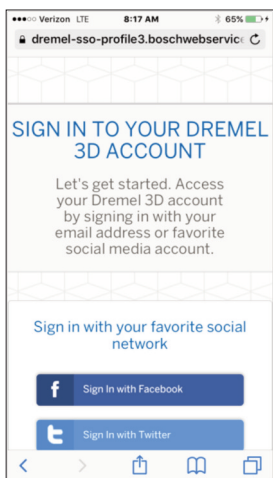 Verizon LTE 8:17 AM 65%
dremel-sso-profile3.boschwebservic
SIGN IN TO YOUR DREMEL
3D ACCOUNT
Let's get started. Access
your Dremel 3D account
by signing in with your
email address or favorite
social media account.
Sign in with your favorite social
network
f Sign In with Facebook
Sign In with Twitter